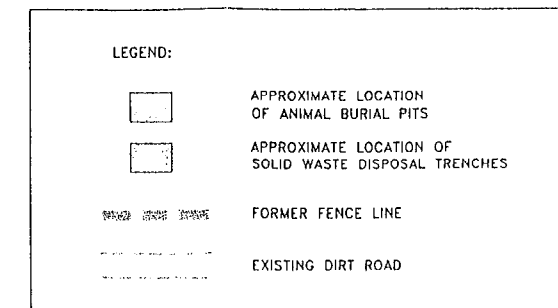 LEGEND:
APPROXIMATE LOCATION
OF ANIMAL BURIAL PITS
APPROXIMATE LOCATION OF
SOLID WASTE DISPOSAL TRENCHES
FORMER FENCE LINE
EXISTING DIRT ROAD